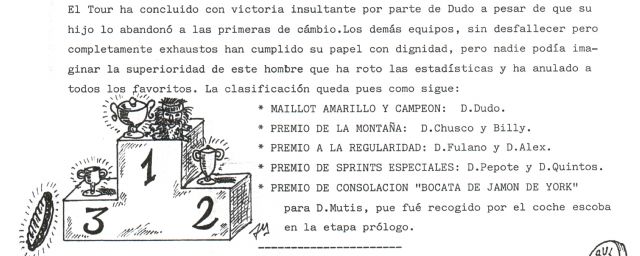 El Tour ha concluido con victoria insultante por parte de Dudo a pesar de que su
hijo lo abandonó a las primeras de cámbio.Los demás equipos, sin desfallecer pero
completamente exhaustos han cumplido su papel con dignidad, pero nadie podía ima-
ginar la superioridad de este hombre que ha roto las estadísticas y ha anulado a
todos los favoritos. La clasificación queda pues como sigue:
* MAILLOT AMARILLO Y CAMPEON: D.Dudo.
* PREMIO DE LA MONTAÑA: D.Chusco y Billy.
* PREMIO A LA REGULARIDAD: D.Fulano y D.Alex.
* PREMIO DE SPRINTS ESPECIALES: D.Pepote y D.Quintos.
* PREMIO DE CONSOLACION "BOCATA DE JAMON DE YORK"
para D.Mutis, pue fué recogido por el coche escoba
en la etapa prólogo.
1
2
3